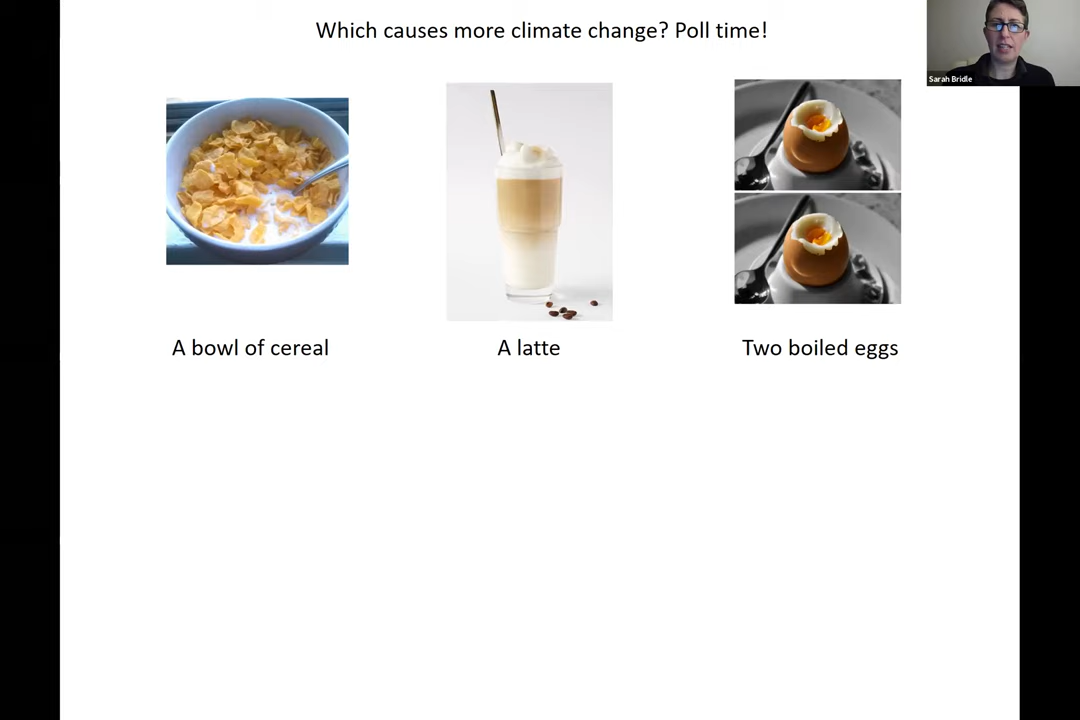 Which causes more climate change? Poll time!
Sarah Bridle
A bowl of cereal
A latte
Two boiled eggs